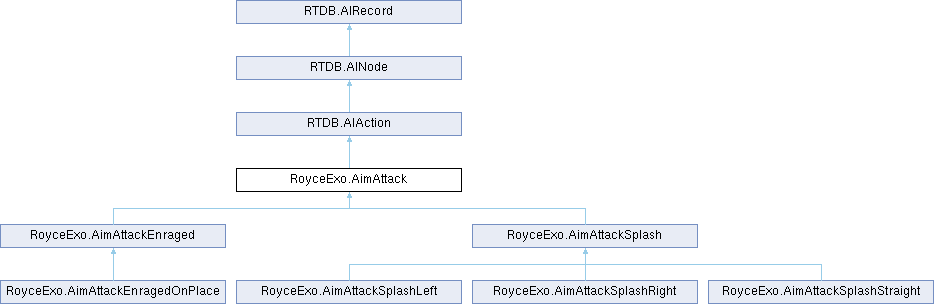 RTDB.AIRecord
RTDB.AINode
RTDB.AIAction
RoyceExo.AimAttack
RoyceExo.AimAttackEnraged
RoyceExo.AimAttackSplash
RoyceExo.AimAttackEnragedOnPlace
RoyceExo.AimAttackSplashLeft
RoyceExo.AimAttackSplashRight
RoyceExo.AimAttackSplashStraight